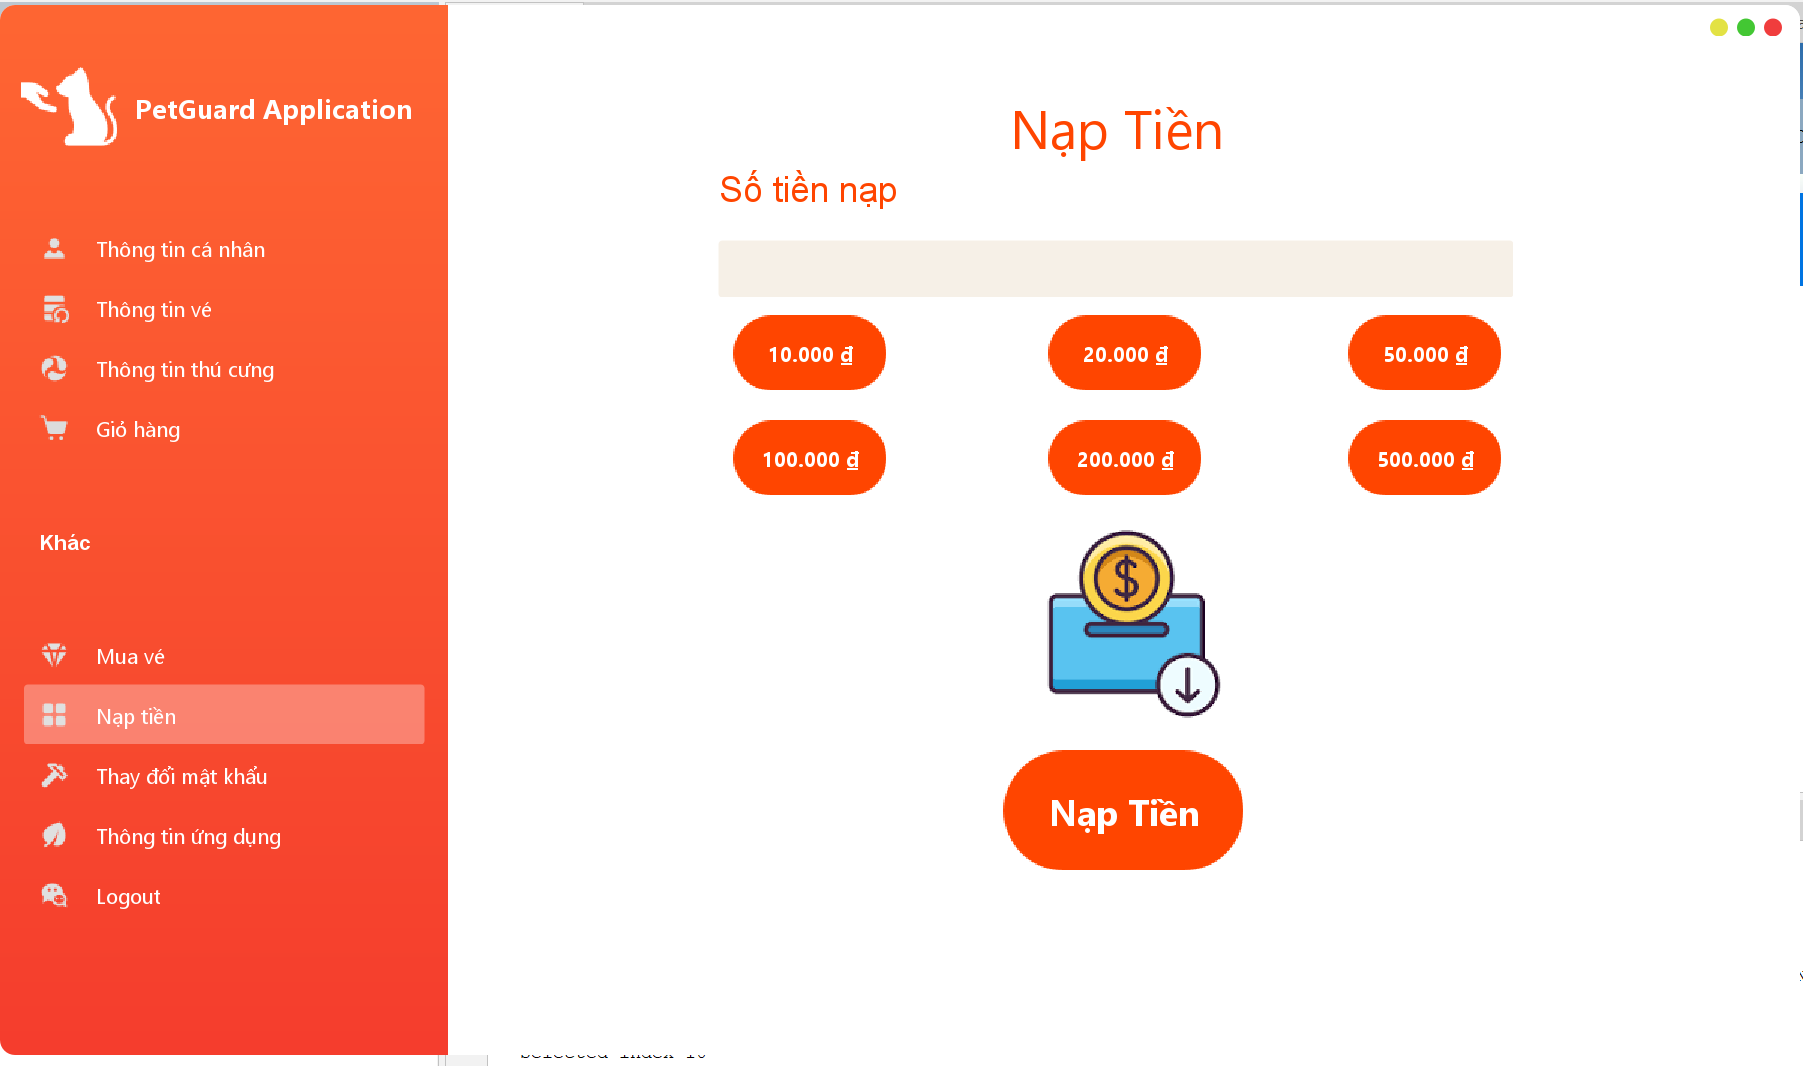 PetGuard Application
Thông tin cá nhân
Thông tin vé
Thông tin thú cưng
Giỏ hàng
Khác
Mua vé
Nạp tiền
Thay đổi mật khẩu
Thông tin ứng dụng
Logout
Nạp Tiền
Số tiền nạp
10.000 ₫
20.000 ₫
50.000 ₫
100.000 ₫
200.000 ₫
500.000 ₫
$
Nạp Tiền